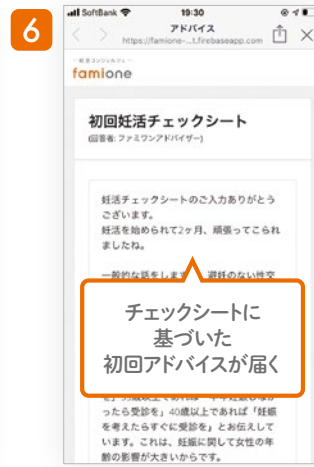 6
SoftBank
19:30
アドバイス
https://famione-...t.firebaseapp.com
famione
初回妊活チェックシート
(回答者: ファミワンアドバイザー)
妊活チェックシートのご入力ありがとう
ございます。
妊活を始められて2ヶ月、頑張ってこられ
ましたね。
一般的な話をします
避妊のない性交
チェックシートに
基づいた
初回アドバイスが届く
ったら受診を」40歳以上であれば「妊娠
を考えたらすぐに受診を」とお伝えして
います。これは、妊娠に関して女性の年
齢の影響が大きいからです。